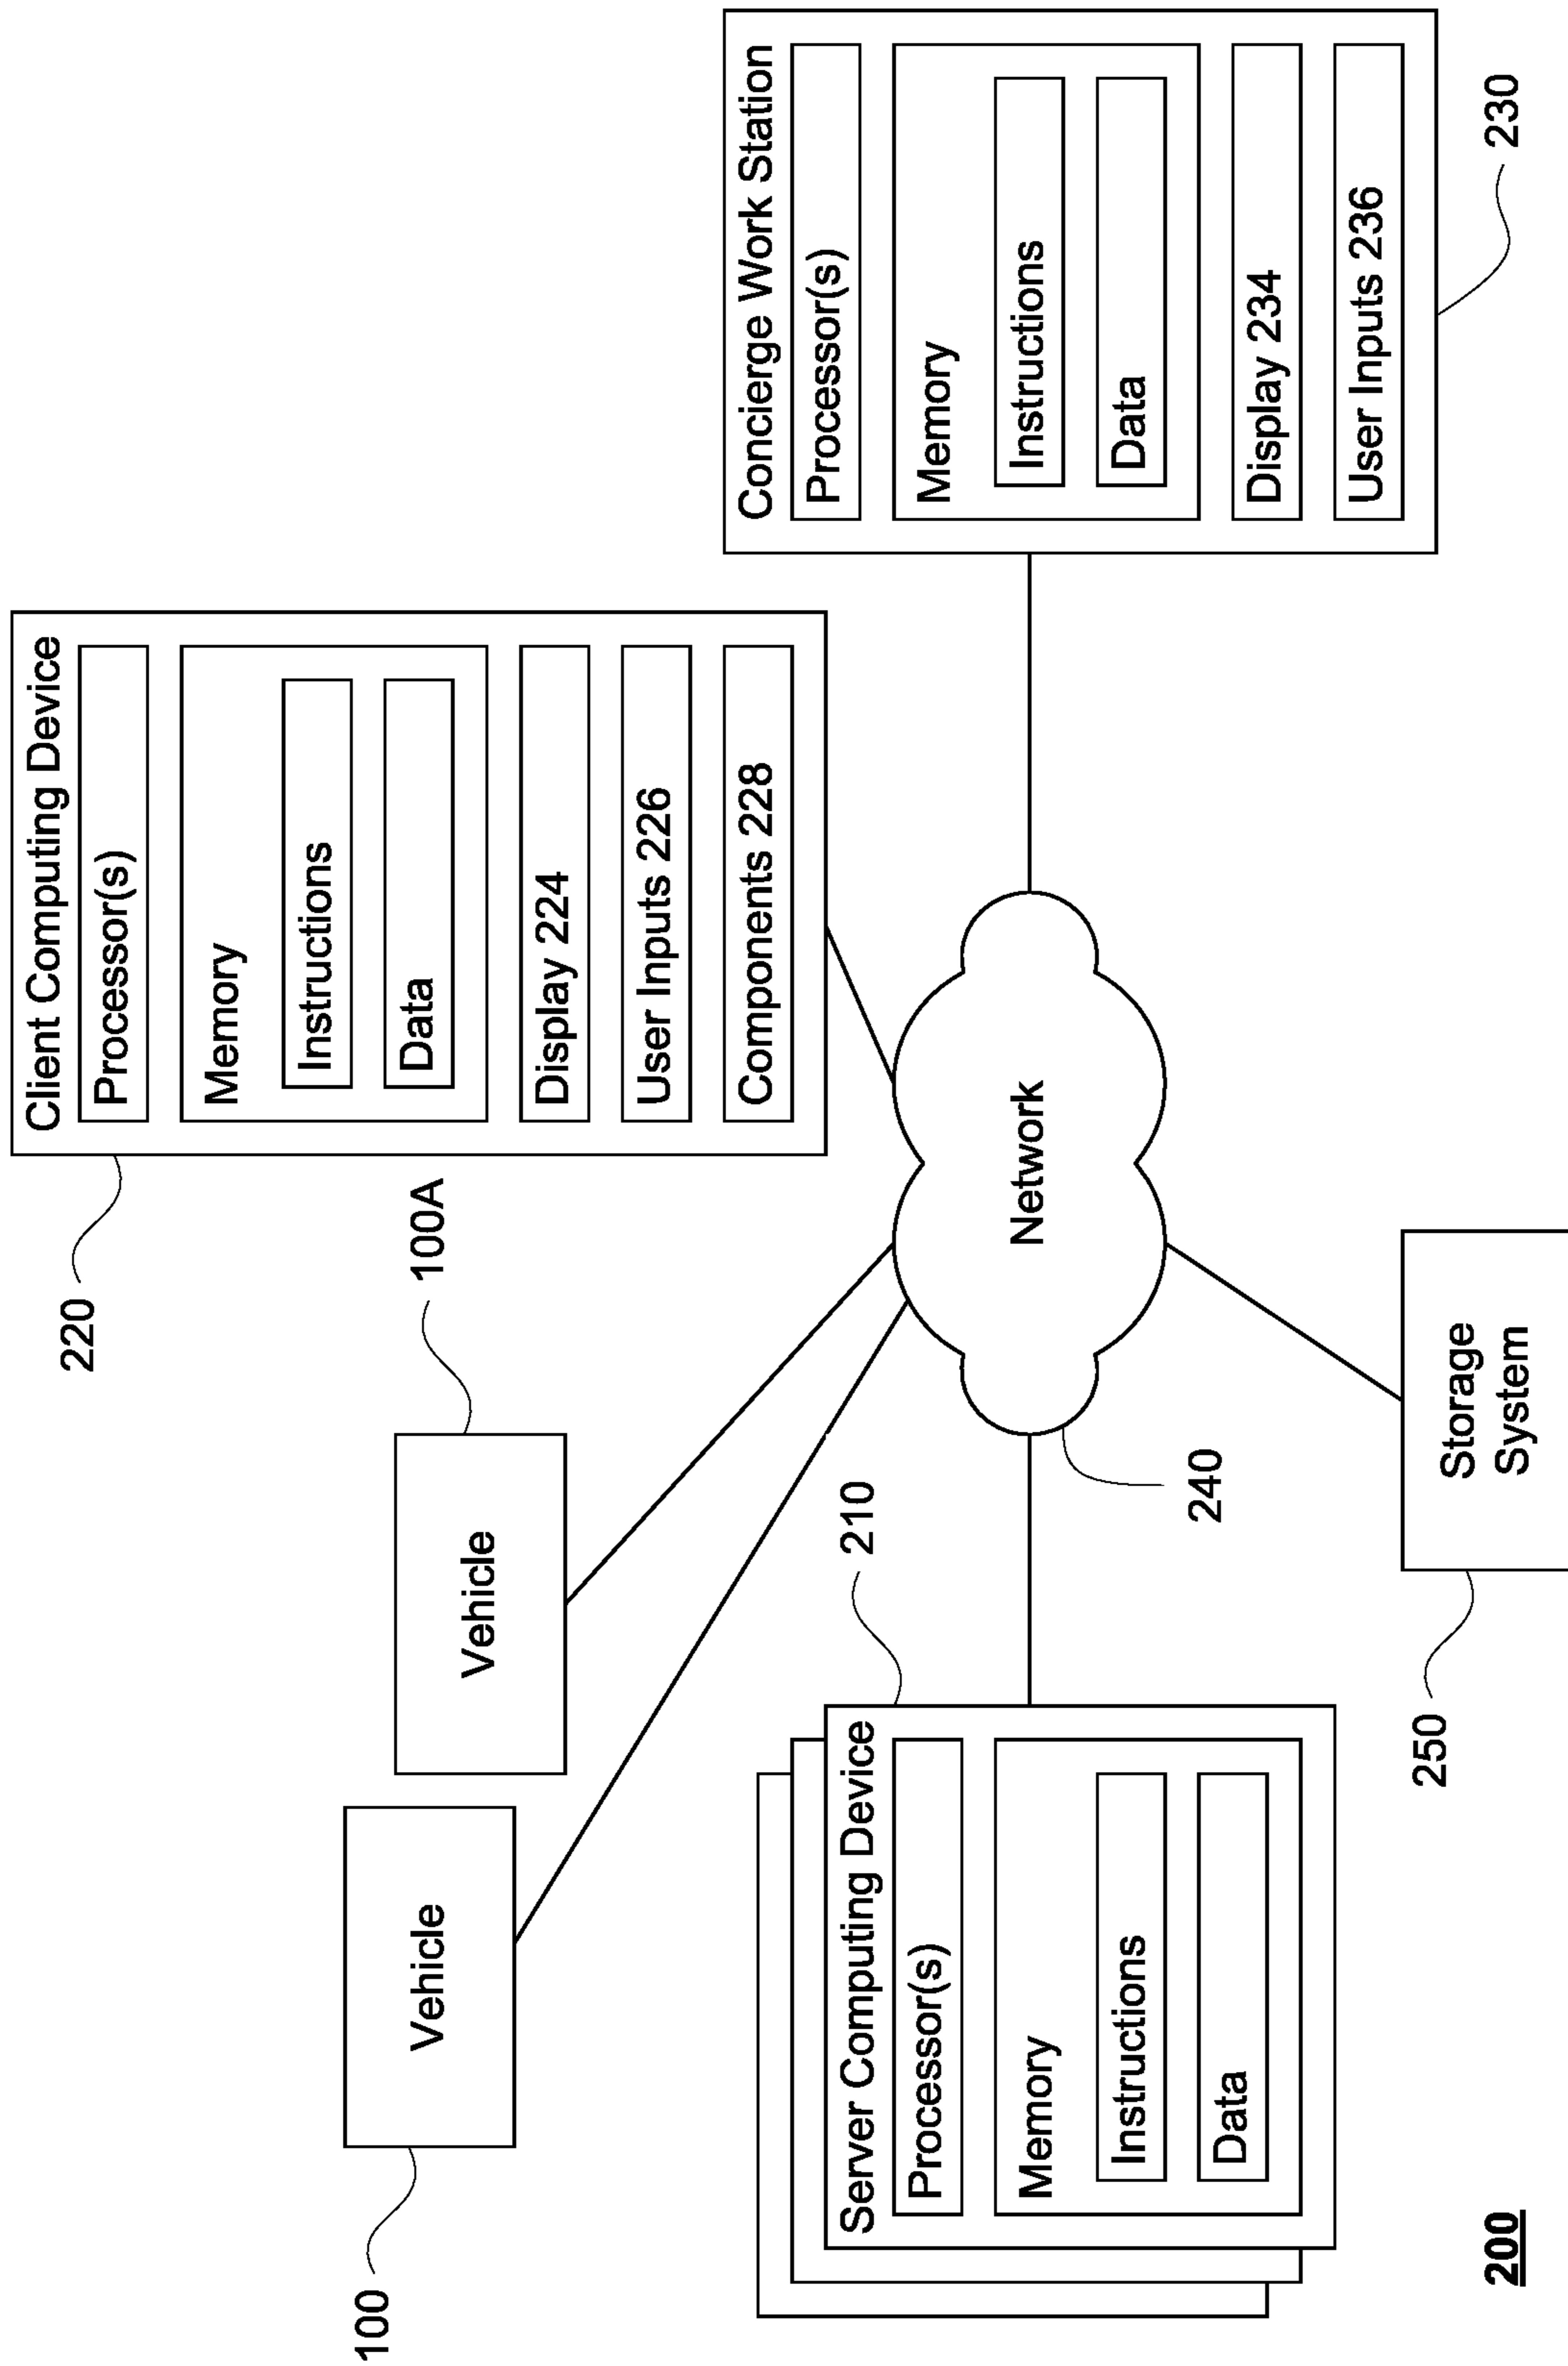 220
Client Computing Device
Processor(s)
Memory
Instructions
Data
Display 224
User Inputs 226
Components 228
100
Vehicle
100A
Vehicle
210
Server Computing Device
Processor(s)
Memory
Instructions
Data
Network
240
Concierge Work Station
Processor(s)
Memory
Instructions
Data
Display 234
User Inputs 236
230
250
Storage
System
200